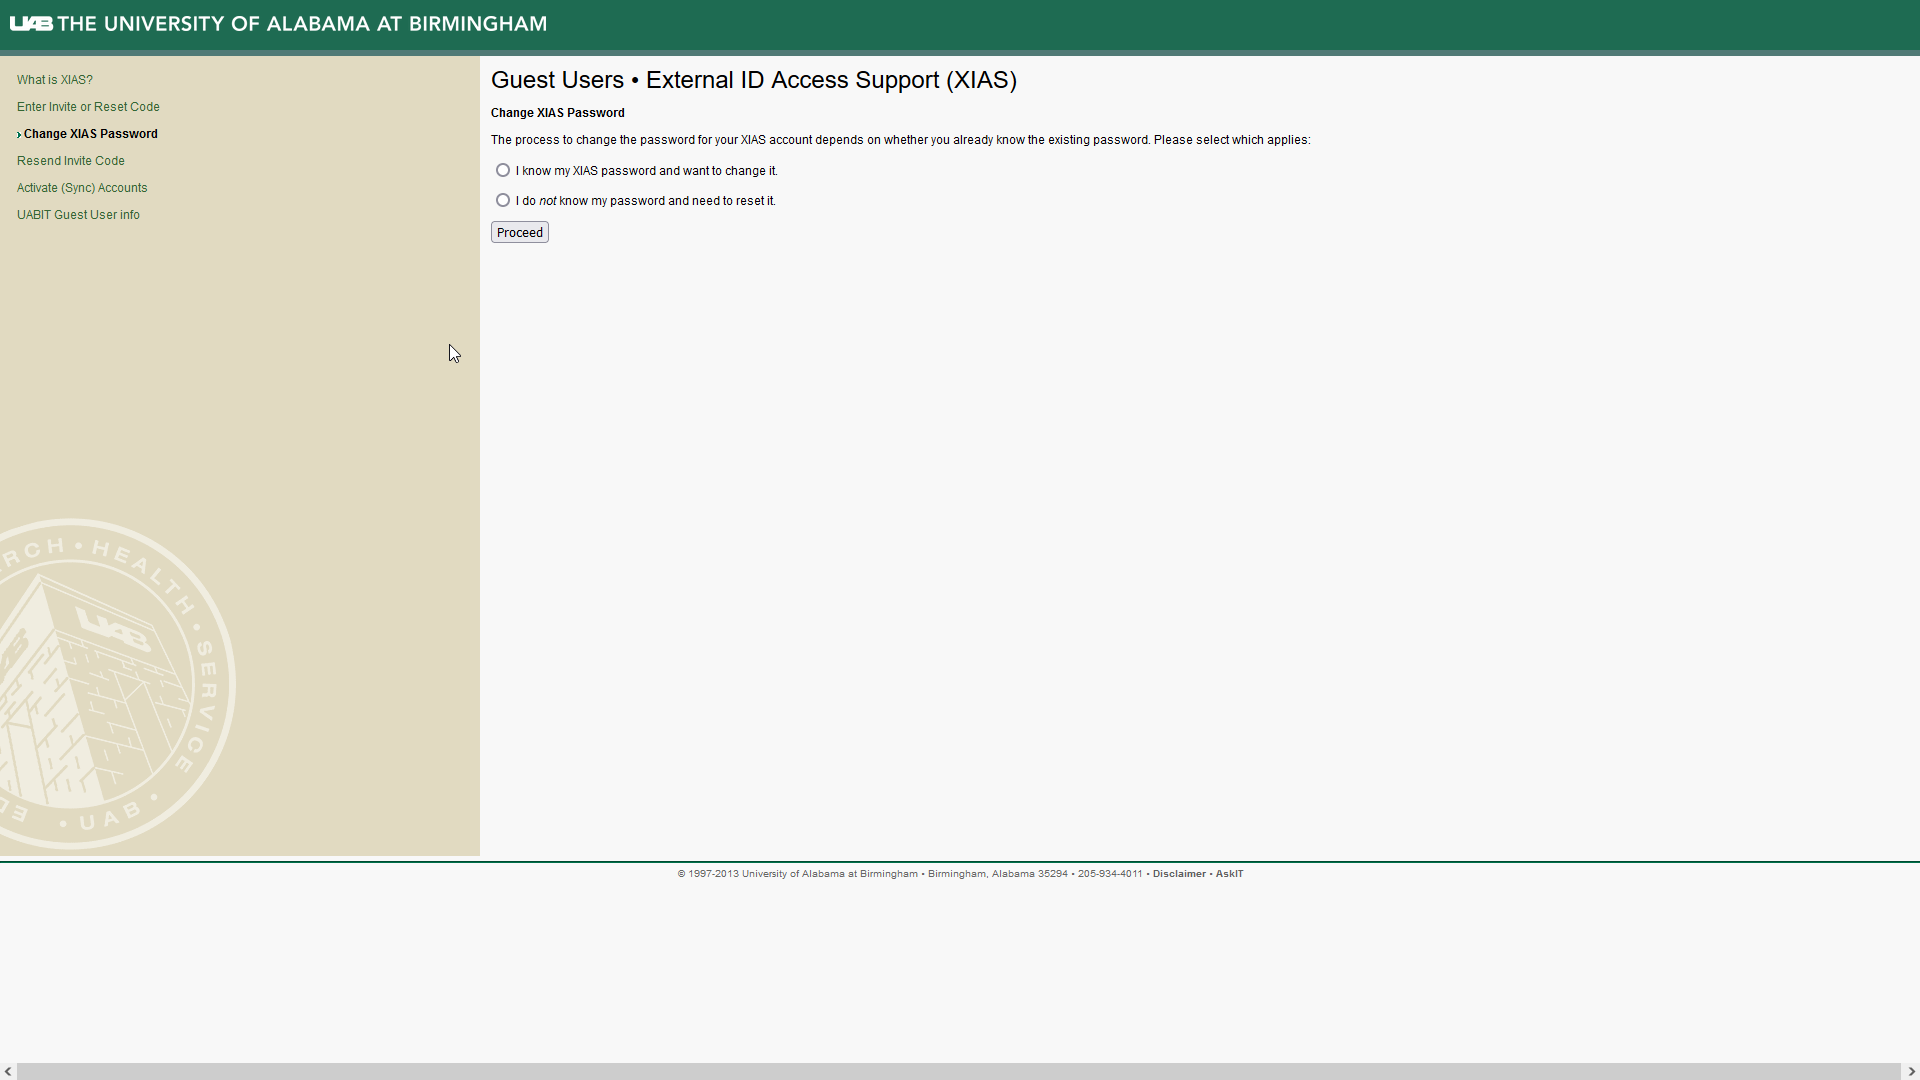 UAB THE UNIVERSITY OF ALABAMA AT BIRMINGHAM
What is XIAS?
Enter Invite or Reset Code
› Change XIAS Password
Resend Invite Code
Activate (Sync) Accounts
UABIT Guest User info
Guest Users • External ID Access Support (XIAS)
Change XIAS Password
The process to change the password for your XIAS account depends on whether you already know the existing password. Please select which applies:
I know my XIAS password and want to change it.
I do not know my password and need to reset it.
Proceed
RCH • HEALTH • SERVICE
• UAB •
ED
UAB
© 1997-2013 University of Alabama at Birmingham • Birmingham, Alabama 35294 • 205-934-4011 • Disclaimer • AskIT